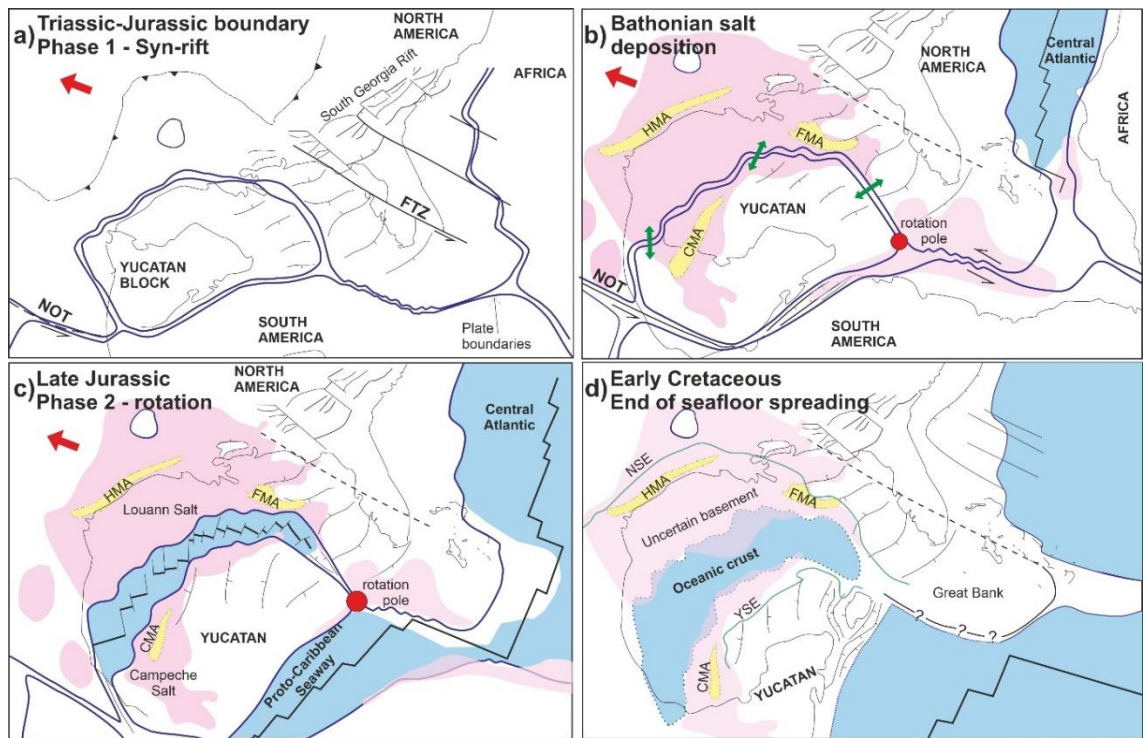 a) Triassic-Jurassic boundary
Phase 1 - Syn-rift
NORTH
AMERICA
AFRICA
South Georgia Rift
FTZ
YUCATAN
BLOCK
NOT
SOUTH
AMERICA
Plate
boundaries
b) Bathonian salt
deposition
NORTH
AMERICA
Central
Atlantic
AFRICA
HMA
FMA
YUCATAN
CMA
rotation
pole
NOT
SOUTH
AMERICA
c) Late Jurassic
Phase 2 - rotation
NORTH
AMERICA
Central
Atlantic
HMA
FMA
Louann Salt
rotation
pole
CMA
YUCATAN
Campeche
Salt
Proto-Caribbean
Seaway
d) Early Cretaceous
End of seafloor spreading
NSE
HMA
FMA
Uncertain basement
Oceanic crust
Great Bank
YSE
? ? ?
CMA
YUCATAN